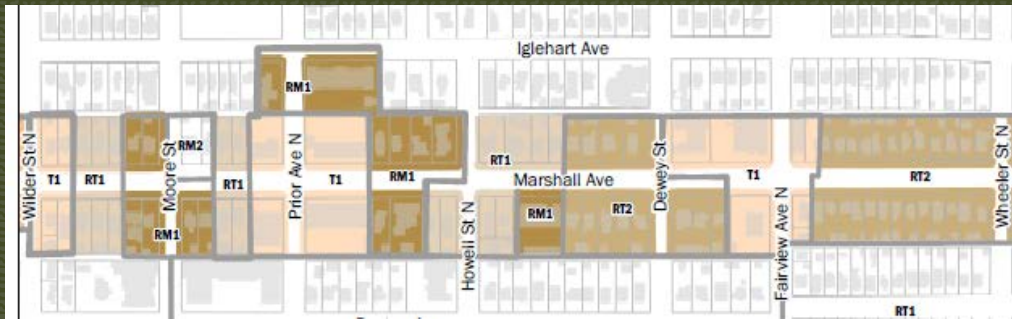 Iglehart Ave
RM1
RM2
RT1
Marshall Ave
T1
RT1
RT1
T1
RM1
T1
RT2
RM1
RT2
RM1
Wilder St N
Moore St
Prior Ave N
Howell St N
Dewey St
Fairview Ave N
Wheeler St N
RT1